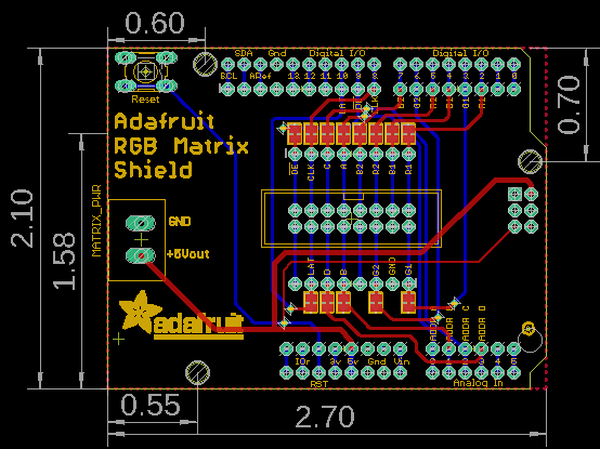 0.60
SDA Gnd Digital I/O Digital I/O
SCL ARef 13 12 11 10 9 8 7 6 5 4 3 2 1 0
Reset
Adafruit
RGB Matrix
Shield
0.70
OE CLK C A B2 R2 B1 R1
2.10
1.58
MATRIX_PWR
GND
+5Vout
LAT D B G2 GND G1
ADDR C
ADDR D
adafruit
IOr 3v 5v Gnd Vin
0 1 2 3 4 5
RST
Analog In
0.55
2.70